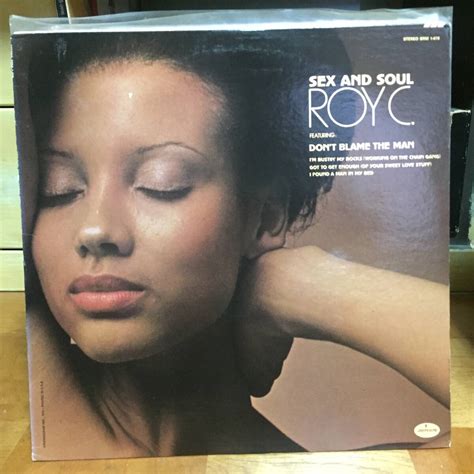 STEREO SRM 1-678
SEX AND SOUL
ROY C.
FEATURING:
DON'T BLAME THE MAN
I'M BUSTIN' MY ROCKS (WORKING ON THE CHAIN GANG)
GOT TO GET ENOUGH (OF YOUR SWEET LOVE STUFF)
I FOUND A MAN IN MY BED